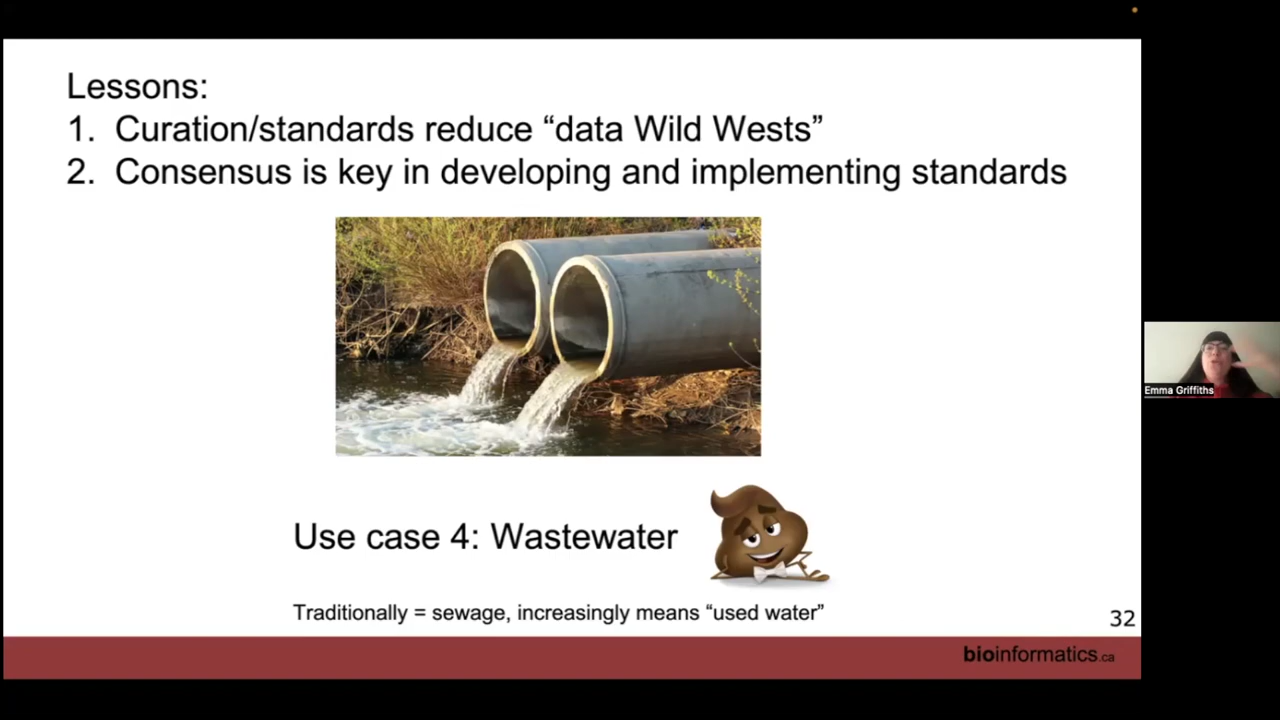 Lessons:
1. Curation/standards reduce “data Wild Wests”
2. Consensus is key in developing and implementing standards
Emma Griffiths
Use case 4: Wastewater
Traditionally = sewage, increasingly means “used water”
32
bioinformatics.ca